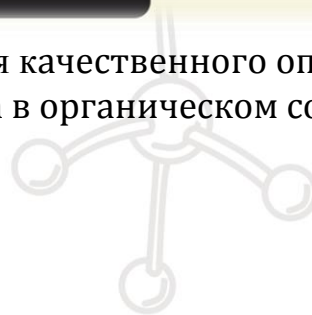 я качественного оп
в органическом со